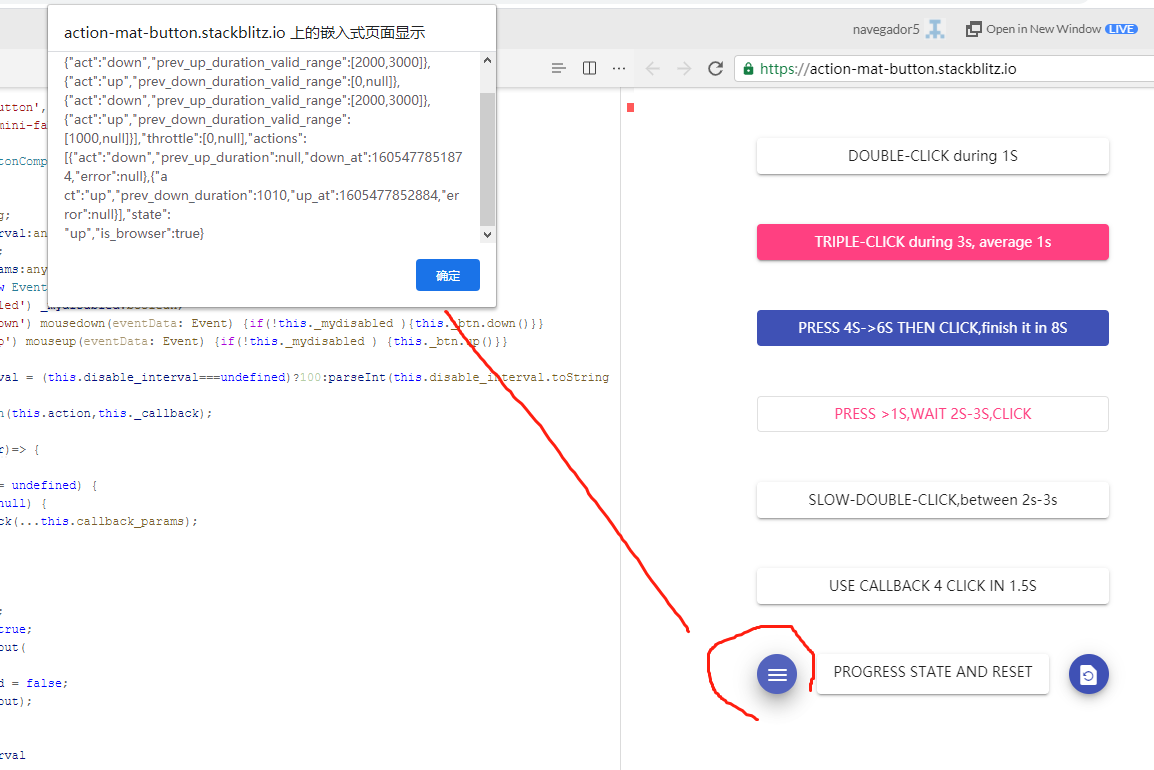 action-mat-button.stackblitz.io 上的嵌入式页面显示
{"act":"down","prev_up_duration_valid_range":[2000,3000]},
{"act":"up","prev_down_duration_valid_range":[0,null]},
{"act":"down","prev_up_duration_valid_range":[2000,3000]},
{"act":"up","prev_down_duration_valid_range":
[1000,null]}],"throttle":[0,null],"actions":
[{"act":"down","prev_up_duration":null,"down_at":160547785187
4,"error":null},{"a
ct":"up","prev_down_duration":1010,"up_at":1605477852884,"er
ror":null}],"state":
"up","is_browser":true}
确定
navegador5
Open in New Window LIVE
https://action-mat-button.stackblitz.io
utton',
mini-fa
tonComp
g;
rval:an
;
ams:any
w Event
led') _mydisabled:boolean;
own') mousedown(eventData: Event) {if(!this._mydisabled ){this._btn.down()}}
p') mouseup(eventData: Event) {if(!this._mydisabled ) {this._btn.up()}}
val = (this.disable_interval===undefined)?100:parseInt(this.disable_interval.toString
n(this.action,this._callback);
r)=> {
= undefined) {
null) {
ck(...this.callback_params);
;
true;
out(
d = false;
out);
rval
DOUBLE-CLICK during 1S
TRIPLE-CLICK during 3s, average 1s
PRESS 4S->6S THEN CLICK,finish it in 8S
PRESS >1S,WAIT 2S-3S,CLICK
SLOW-DOUBLE-CLICK,between 2s-3s
USE CALLBACK 4 CLICK IN 1.5S
PROGRESS STATE AND RESET